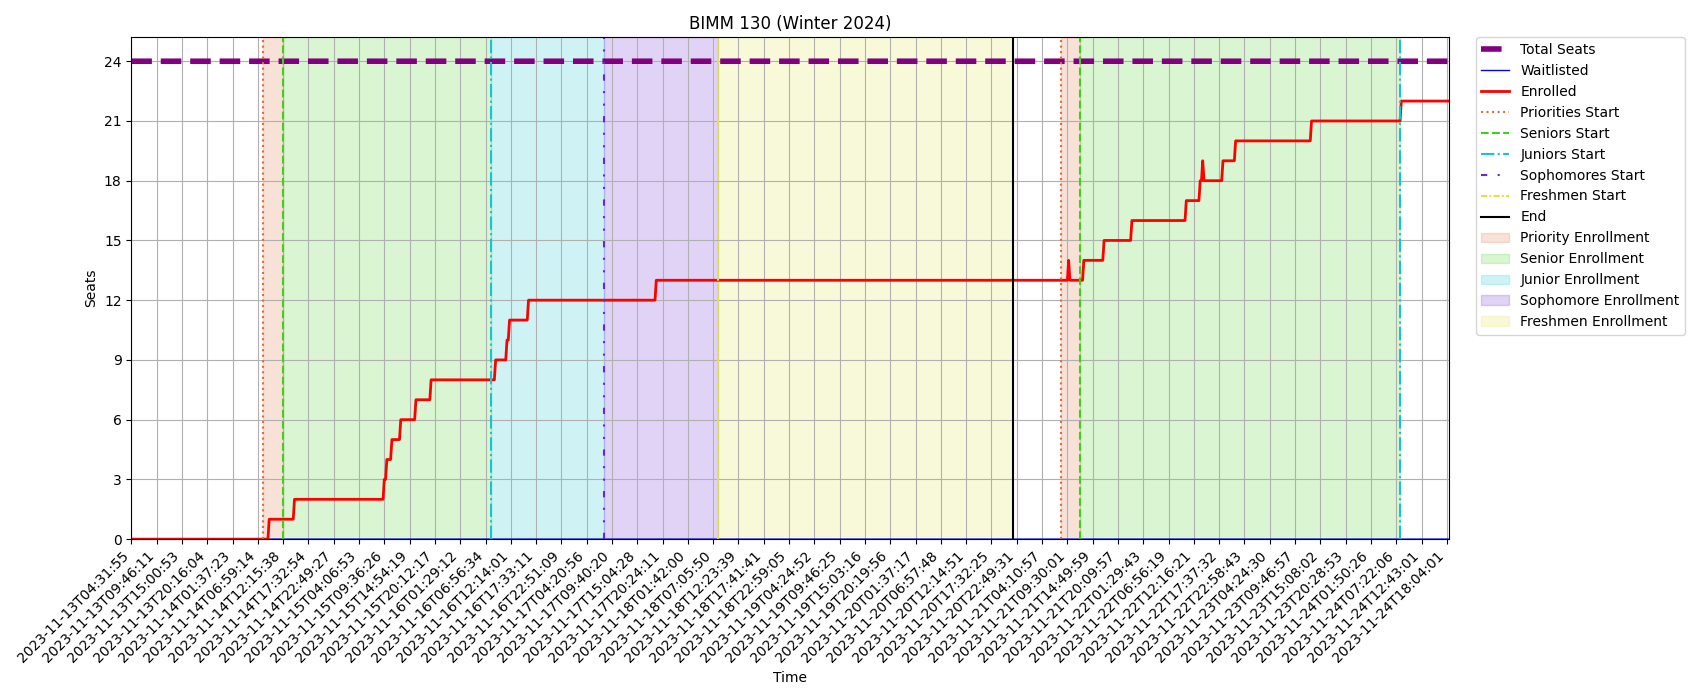 BIMM 130 (Winter 2024)
Seats
24
21
18
15
12
9
6
3
0
2023-11-13T04:31:55
2023-11-13T09:46:11
2023-11-13T15:00:53
2023-11-13T20:16:04
2023-11-14T01:37:23
2023-11-14T06:59:14
2023-11-14T12:15:38
2023-11-14T17:32:54
2023-11-14T22:49:27
2023-11-15T04:06:53
2023-11-15T09:36:26
2023-11-15T14:54:19
2023-11-15T20:12:17
2023-11-16T01:29:12
2023-11-16T06:56:34
2023-11-16T12:14:01
2023-11-16T17:33:11
2023-11-16T22:51:09
2023-11-17T04:20:56
2023-11-17T09:40:20
2023-11-17T15:04:28
2023-11-17T20:24:11
2023-11-18T01:42:00
2023-11-18T07:05:50
2023-11-18T12:23:39
2023-11-18T17:41:41
2023-11-18T22:59:05
2023-11-19T04:24:52
2023-11-19T09:46:25
2023-11-19T15:03:16
2023-11-19T20:19:56
2023-11-20T01:37:17
2023-11-20T06:57:48
2023-11-20T12:14:51
2023-11-20T17:32:25
2023-11-20T22:49:31
2023-11-21T04:10:57
2023-11-21T09:30:01
2023-11-21T14:49:59
2023-11-21T20:09:57
2023-11-22T01:29:43
2023-11-22T06:56:19
2023-11-22T12:16:21
2023-11-22T17:37:32
2023-11-22T22:58:43
2023-11-23T04:24:30
2023-11-23T09:46:57
2023-11-23T15:08:02
2023-11-23T20:28:53
2023-11-24T01:50:26
2023-11-24T07:22:06
2023-11-24T12:43:01
2023-11-24T18:04:01
Time
Total Seats
Waitlisted
Enrolled
Priorities Start
Seniors Start
Juniors Start
Sophomores Start
Freshmen Start
End
Priority Enrollment
Senior Enrollment
Junior Enrollment
Sophomore Enrollment
Freshmen Enrollment